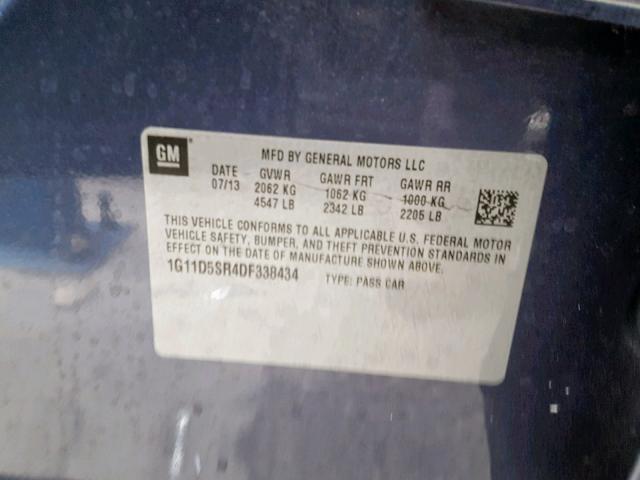 GM
MFD BY GENERAL MOTORS LLC
DATE GVWR GAWR FRT GAWR RR
07/13 2062 KG 1062 KG 1000 KG
4547 LB 2342 LB 2205 LB
THIS VEHICLE CONFORMS TO ALL APPLICABLE U.S. FEDERAL MOTOR
VEHICLE SAFETY, BUMPER, AND THEFT PREVENTION STANDARDS IN
EFFECT ON THE DATE OF MANUFACTURE SHOWN ABOVE.
1G11D5SR4DF338434 TYPE: PASS CAR